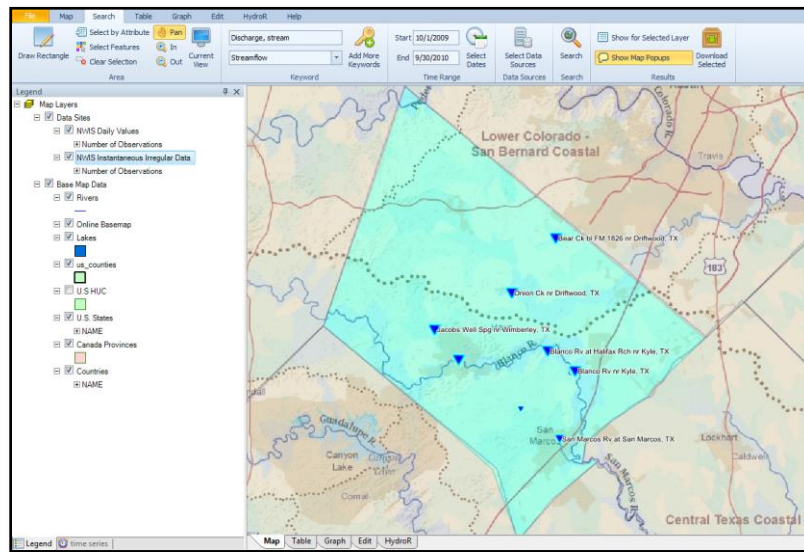 File Map Search Table Graph Edit HydroR Help
Draw Rectangle
Select by Attribute
Select Features
Clear Selection
Pan
In
Out
Current View
Area
Discharge, stream
Streamflow
Add More Keywords
Keyword
Start 10/1/2009
End 9/30/2010
Select Dates
Time Range
Select Data Sources
Data Sources
Search
Search
Show for Selected Layer
Show Map Popups
Download Selected
Results
Legend
Map Layers
Data Sites
NWIS Daily Values
Number of Observations
NWIS Instantaneous Irregular Data
Number of Observations
Base Map Data
Rivers
Online Basemap
Lakes
us_counties
U.S HUC
U.S. States
NAME
Canada Provinces
Countries
NAME
Legend time series
Colorado R.
Lower Colorado -
San Bernard Coastal
Travis
Bear Ck bl FM 1826 nr Driftwood, TX
183
Onion Ck nr Driftwood, TX
Jacobs Well Spg nr Wimberley, TX
Hays
Blanco R.
Blanco Rv at Halifax Rch nr Kyle, TX
Blanco Rv nr Kyle, TX
Guadalupe R.
San
Marcos
San Marcos Rv at San Marcos, TX
Lockhart
Caldwell
Canyon
Lake
San Marcos R.
Comal
Central Texas Coastal
Map Table Graph Edit HydroR